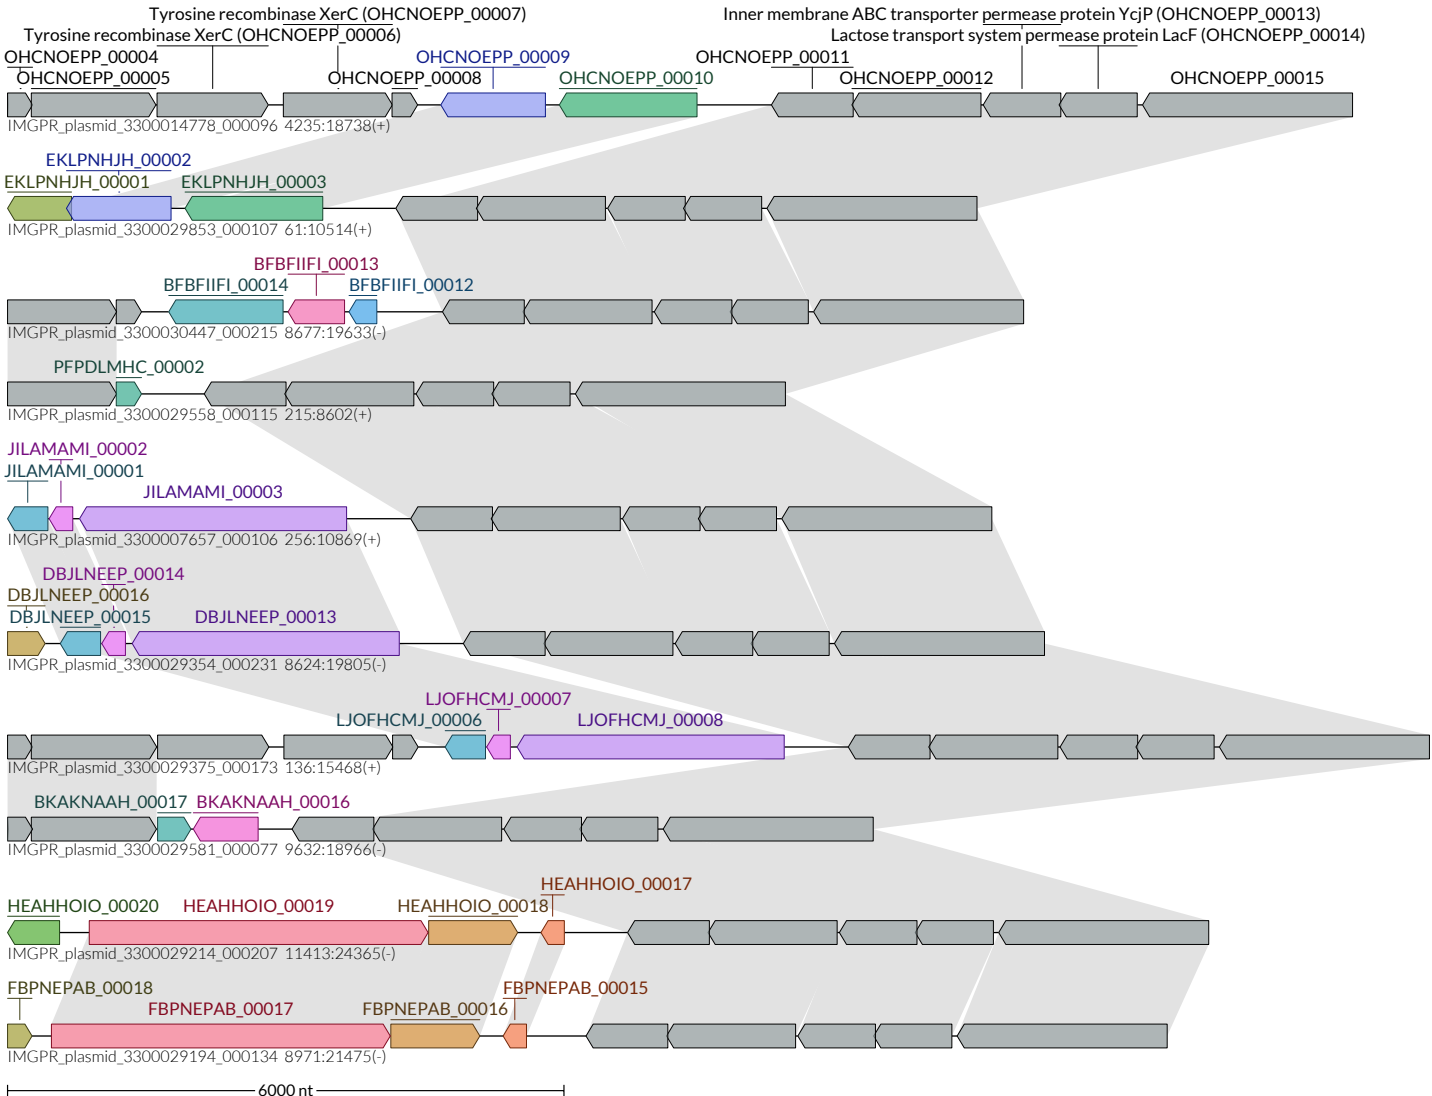 Tyrosine recombinase XerC (OHCNOEPP_00007)
Inner membrane ABC transporter permease protein YcjP (OHCNOEPP_00013)
Tyrosine recombinase XerC (OHCNOEPP_00006)
Lactose transport system permease protein LacF (OHCNOEPP_00014)
OHCNOEPP_00004
OHCNOEPP_00009
OHCNOEPP_00011
OHCNOEPP_00005
OHCNOEPP_00008
OHCNOEPP_00010
OHCNOEPP_00012
OHCNOEPP_00015
IMGPR_plasmid_3300014778_000096 4235:18738(+)
EKLPNHJH_00002
EKLPNHJH_00001
EKLPNHJH_00003
IMGPR_plasmid_3300029853_000107 61:10514(+)
BFBFIIFI_00013
BFBFIIFI_00014
BFBFIIFI_00012
IMGPR_plasmid_3300030447_000215 8677:19633(-)
PFPDLMHC_00002
IMGPR_plasmid_3300029558_000115 215:8602(+)
JILAMAMI_00002
JILAMAMI_00001
JILAMAMI_00003
IMGPR_plasmid_3300007657_000106 256:10869(+)
DBJLNEEP_00014
DBJLNEEP_00016
DBJLNEEP_00015
DBJLNEEP_00013
IMGPR_plasmid_3300029354_000231 8624:19805(-)
LJOFHCMJ_00007
LJOFHCMJ_00006
LJOFHCMJ_00008
IMGPR_plasmid_3300029375_000173 136:15468(+)
BKAKNAAH_00017
BKAKNAAH_00016
IMGPR_plasmid_3300029581_000077 9632:18966(-)
HEAHHOIO_00017
HEAHHOIO_00020
HEAHHOIO_00019
HEAHHOIO_00018
IMGPR_plasmid_3300029214_000207 11413:24365(-)
FBPNEPAB_00018
FBPNEPAB_00015
FBPNEPAB_00017
FBPNEPAB_00016
IMGPR_plasmid_3300029194_000134 8971:21475(-)
6000 nt